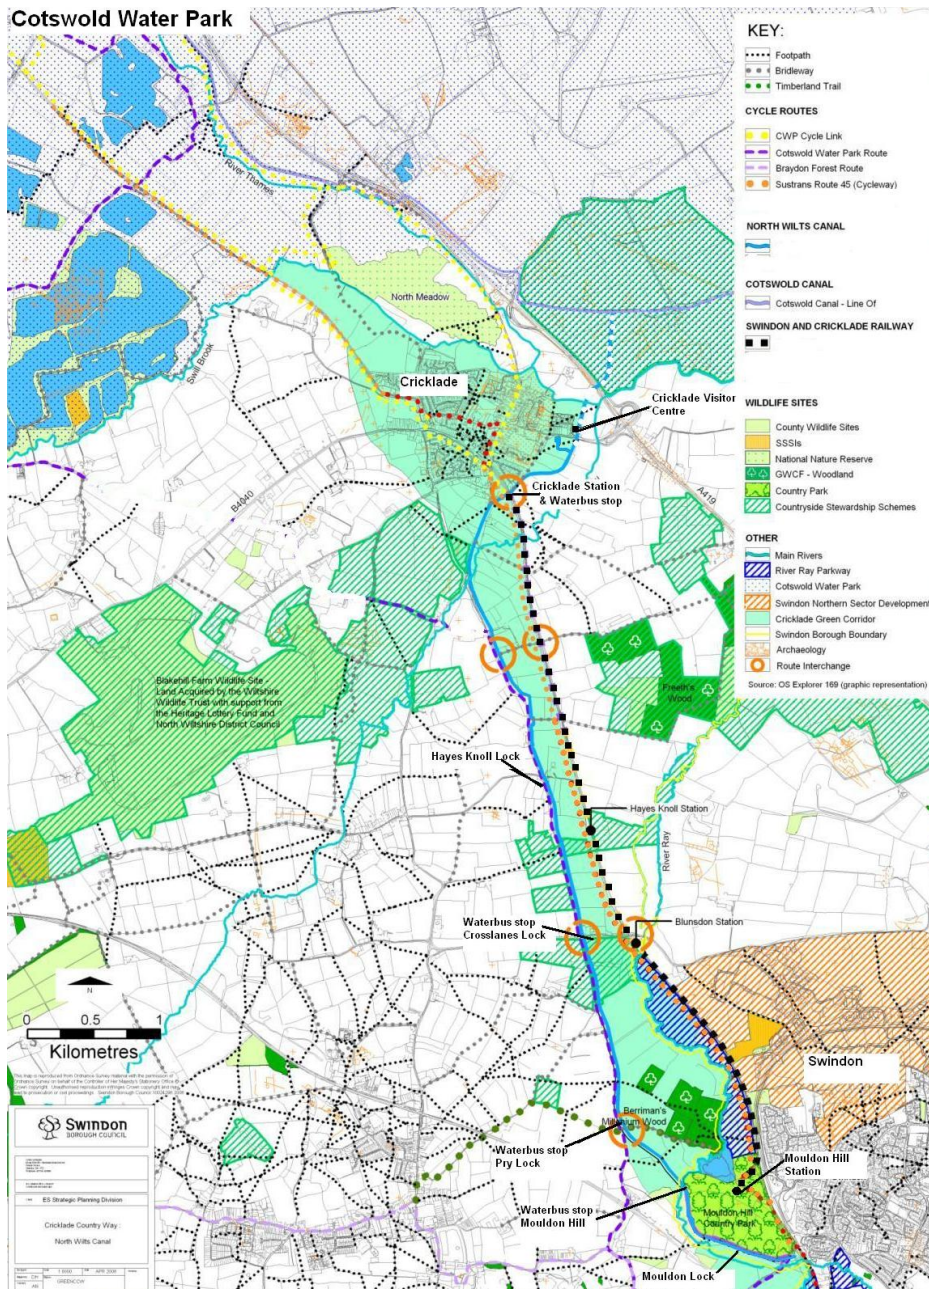 Cotswold Water Park
KEY:
Footpath
Bridleway
Timberland Trail
CYCLE ROUTES
CWP Cycle Link
Cotswold Water Park Route
Braydon Forest Route
Sustrans Route 45 (Cycleway)
NORTH WILTS CANAL
COTSWOLD CANAL
Cotswold Canal - Line Of
SWINDON AND CRICKLADE RAILWAY
WILDLIFE SITES
County Wildlife Sites
SSSIs
National Nature Reserve
GWCF - Woodland
Country Park
Countryside Stewardship Schemes
OTHER
Main Rivers
River Ray Parkway
Cotswold Water Park
Swindon Northern Sector Development
Cricklade Green Corridor
Swindon Borough Boundary
Archaeology
Route Interchange
Source: OS Explorer 169 (graphic representation)
River Thames
North Meadow
Swill Brook
Cricklade
Cricklade Visitor
Centre
Cricklade Station
& Waterbus stop
B4040
A419
Blakehill Farm Wildlife Site -
Land Acquired by the Wiltshire
Wildlife Trust with support from
the Heritage Lottery Fund and
North Wiltshire District Council
Freeth's
Wood
Hayes Knoll Lock
Hayes Knoll Station
River Ray
Waterbus stop
Crosslanes Lock
Blunsdon Station
N
0 0.5 1
Kilometres
Swindon
Berriman's
Millenium Wood
Waterbus stop
Pry Lock
Mouldon Hill
Station
Waterbus stop
Mouldon Hill
Mouldon Hill
Country Park
Mouldon Lock
SWINDON
BOROUGH COUNCIL
ES Strategic Planning Division
Cricklade Country Way :
North Wilts Canal
APR 2008
GREENCCW